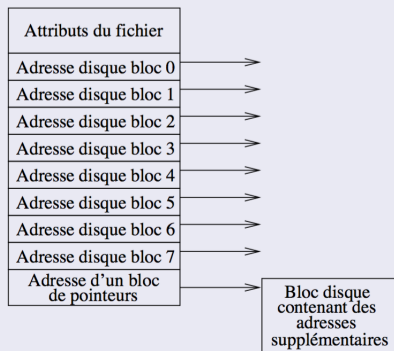 Attributs du fichier
Adresse disque bloc 0
Adresse disque bloc 1
Adresse disque bloc 2
Adresse disque bloc 3
Adresse disque bloc 4
Adresse disque bloc 5
Adresse disque bloc 6
Adresse disque bloc 7
Adresse d'un bloc
de pointeurs
Bloc disque
contenant des
adresses
supplémentaires